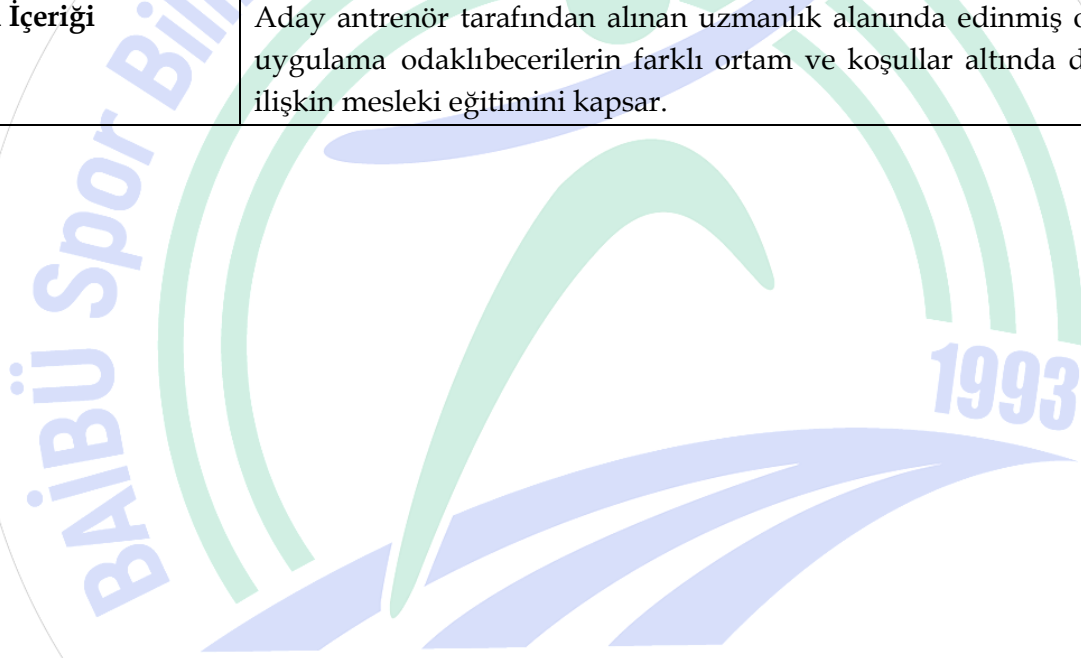 İçeriği Aday antrenör tarafından alınan uzmanlık alanında edinmiş
uygulama odaklıbecerilerin farklı ortam ve koşullar altında
ilişkin mesleki eğitimini kapsar.
BAİBÜ Spor
1993